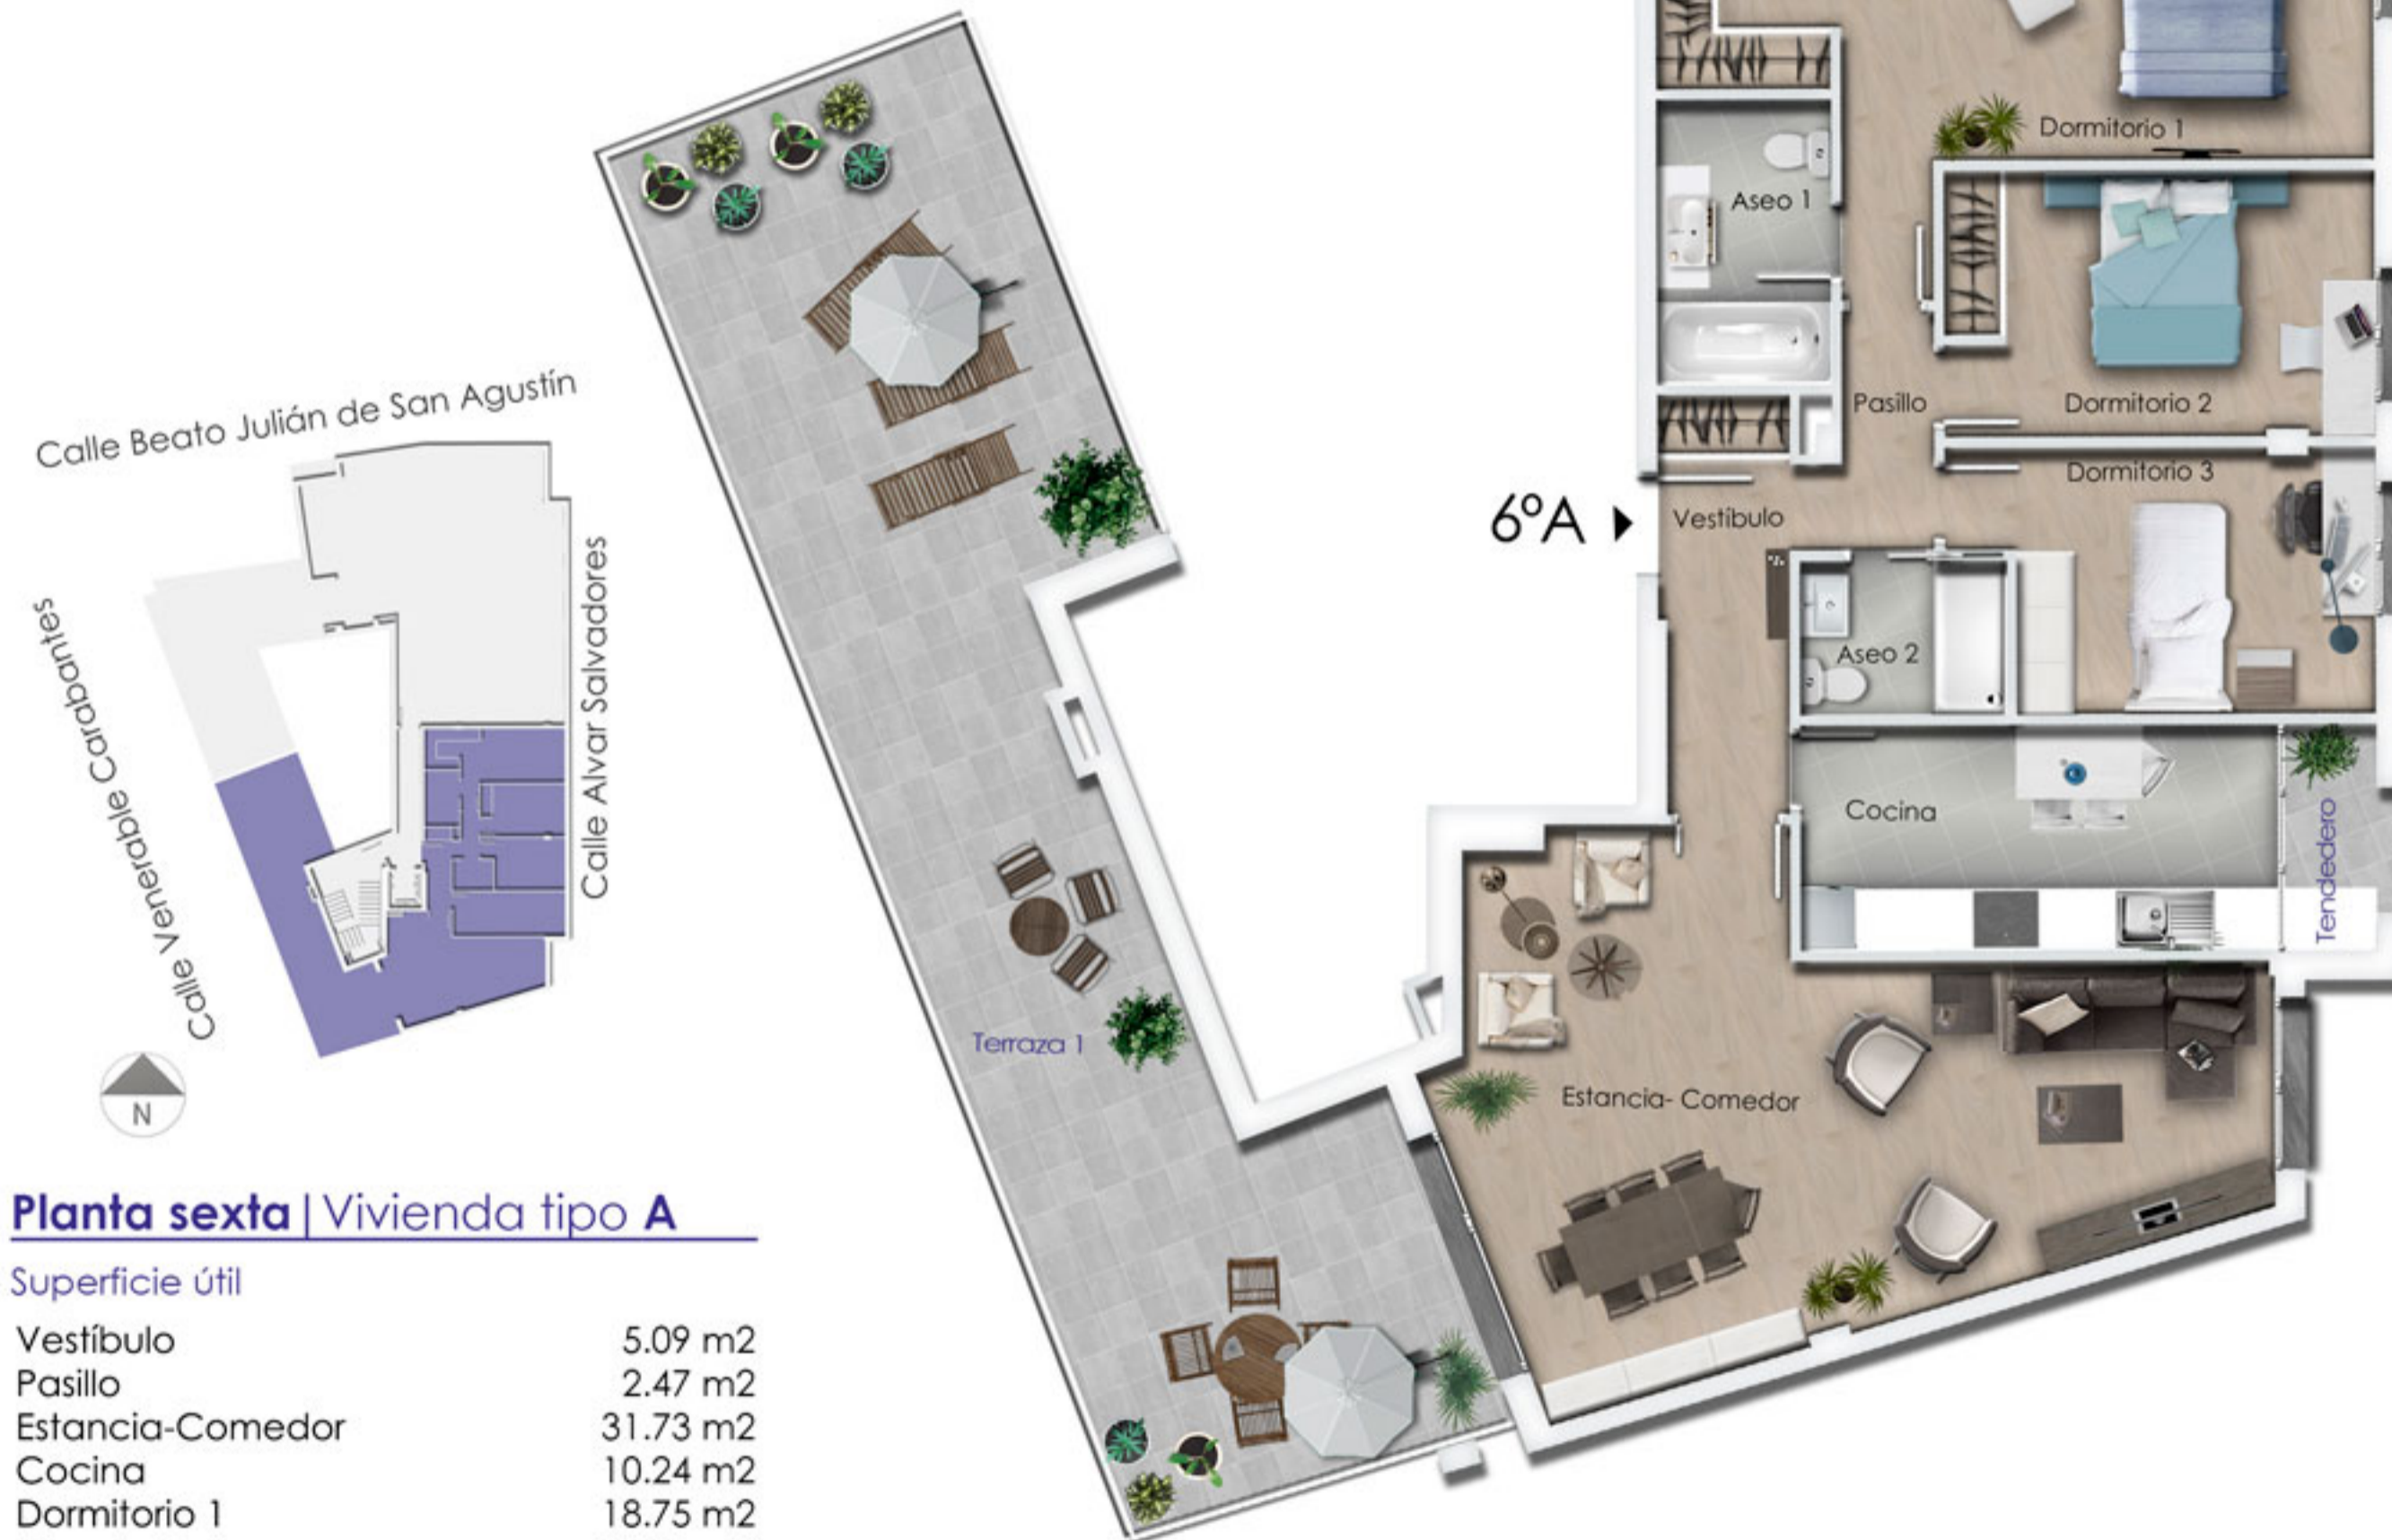 Calle Beato Julián de San Agustín
Calle Venerable Carabantes
Calle Alvar Salvadores
N
Planta sexta | Vivienda tipo A
Superficie útil
Vestíbulo 5.09 m2
Pasillo 2.47 m2
Estancia-Comedor 31.73 m2
Cocina 10.24 m2
Dormitorio 1 18.75 m2
Terraza 1
6ºA
Dormitorio 1
Aseo 1
Pasillo
Dormitorio 2
Dormitorio 3
Vestíbulo
Aseo 2
Cocina
Tendedero
Estancia- Comedor